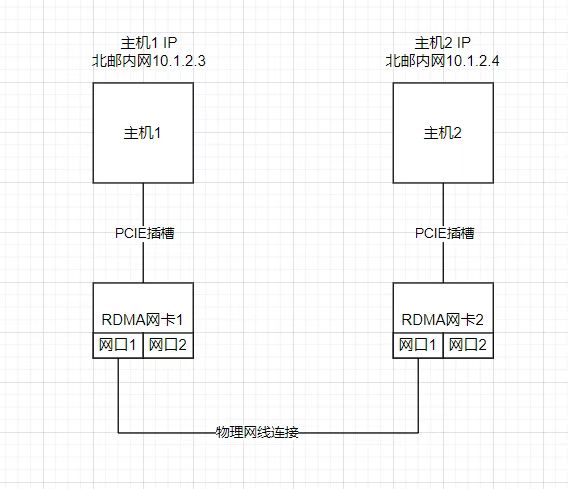 主机1 IP
北邮内网10.1.2.3
主机2 IP
北邮内网10.1.2.4
主机1
主机2
PCIE插槽
PCIE插槽
RDMA网卡1
网口1
网口2
RDMA网卡2
网口1
网口2
物理网线连接